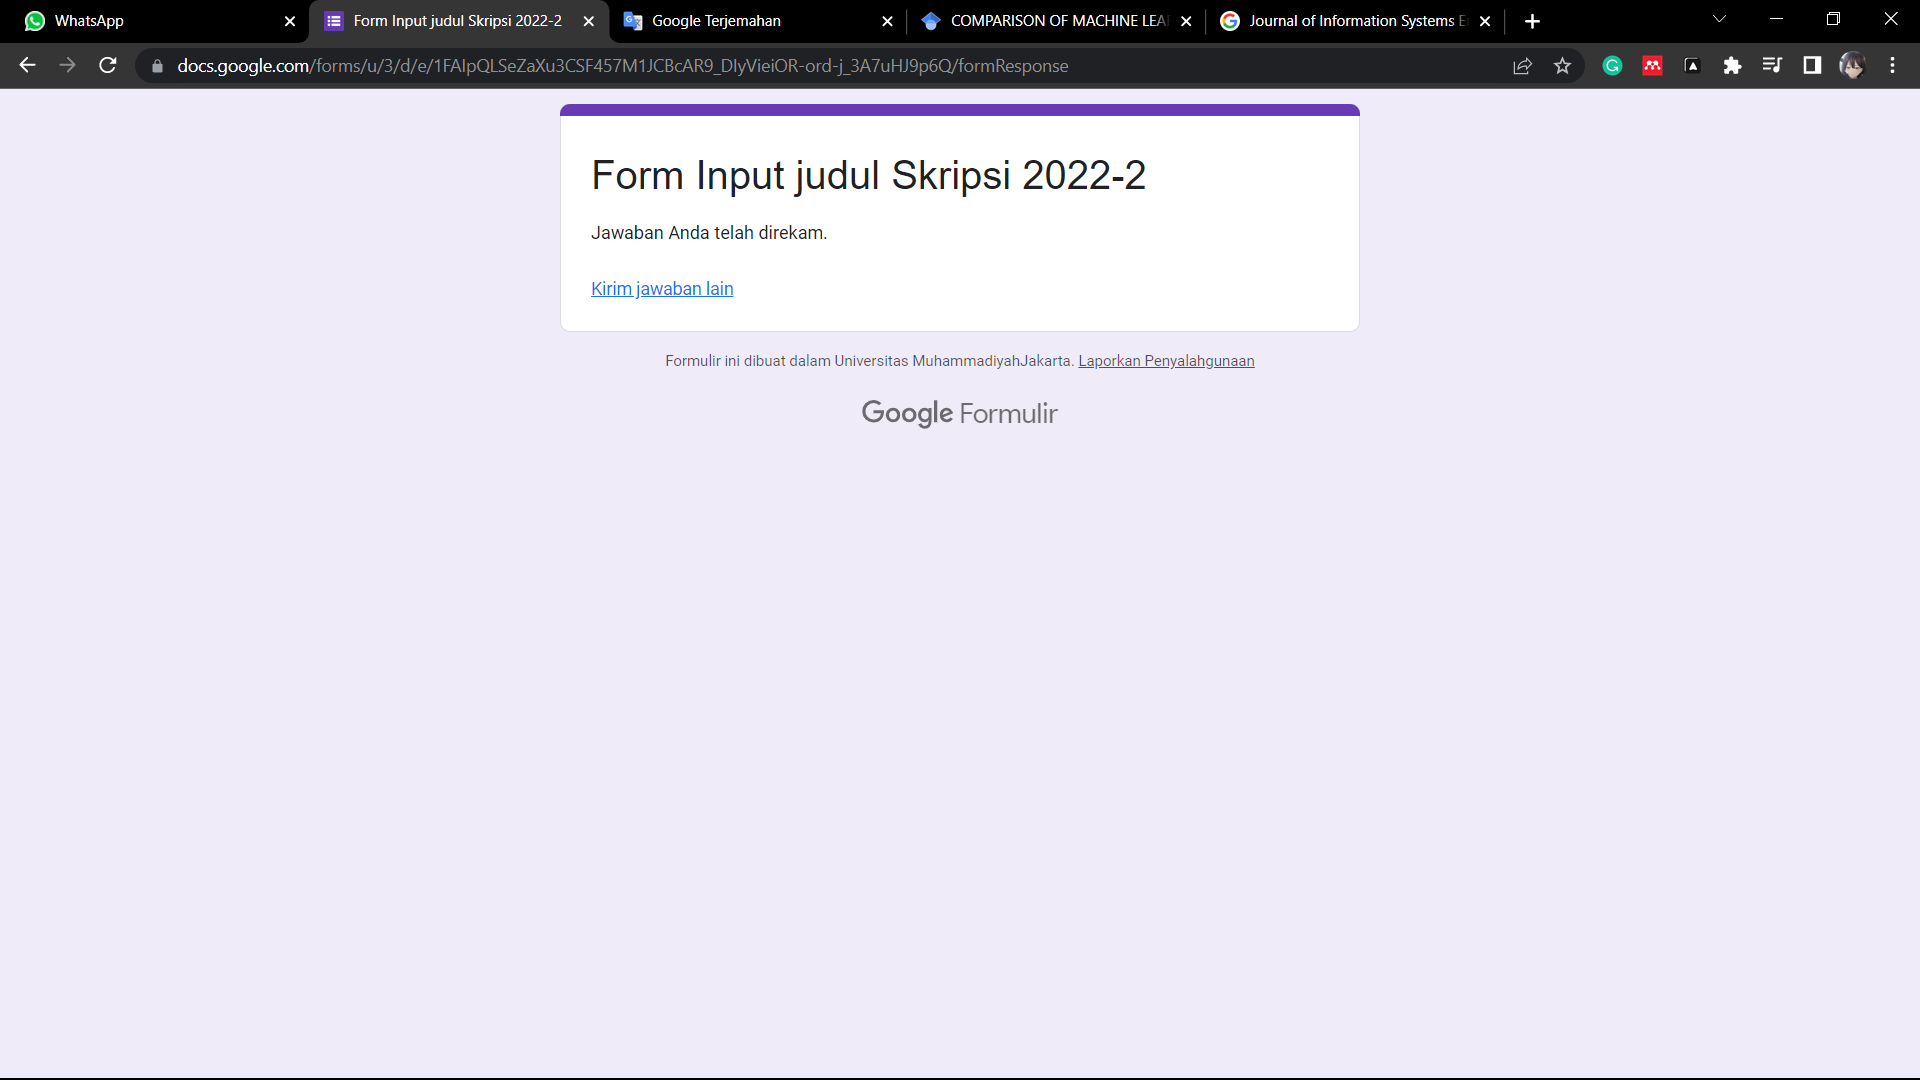 WhatsApp
Form Input judul Skripsi 2022-2
Google Terjemahan
COMPARISON OF MACHINE LEA
Journal of Information Systems E
docs.google.com/forms/u/3/d/e/1FAIpQLSeZaXu3CSF457M1JCBcAR9_DIyVieiOR-ord-j_3A7uHJ9p6Q/formResponse
Form Input judul Skripsi 2022-2
Jawaban Anda telah direkam.
Kirim jawaban lain
Formulir ini dibuat dalam Universitas MuhammadiyahJakarta. Laporkan Penyalahgunaan
Google Formulir